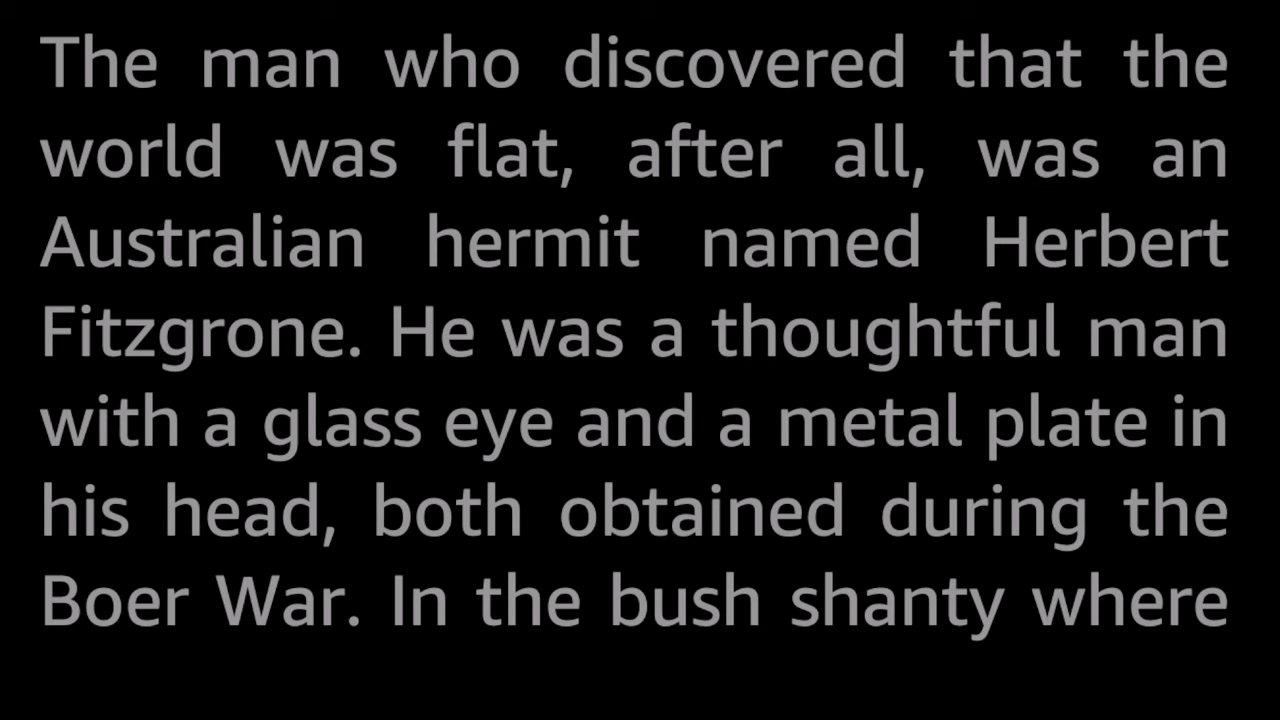 The man who discovered that the
world was flat, after all, was an
Australian hermit named Herbert
Fitzgrone. He was a thoughtful man
with a glass eye and a metal plate in
his head, both obtained during the
Boer War. In the bush shanty where